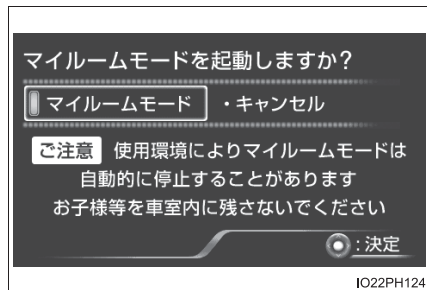 マイルームモードを起動しますか?
マイルームモード ・キャンセル
ご注意 使用環境によりマイルームモードは
自動的に停止することがあります
お子様等を車室内に残さないでください
:決定
IO22PH124